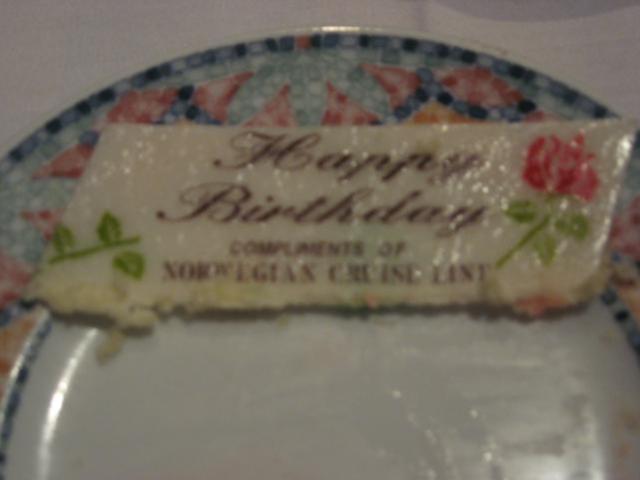 Happy
Birthday
COMPLIMENTS OF
NORWEGIAN CRUISE LINE